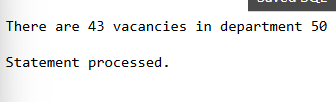 There are 43 vacancies in department 50
Statement processed.